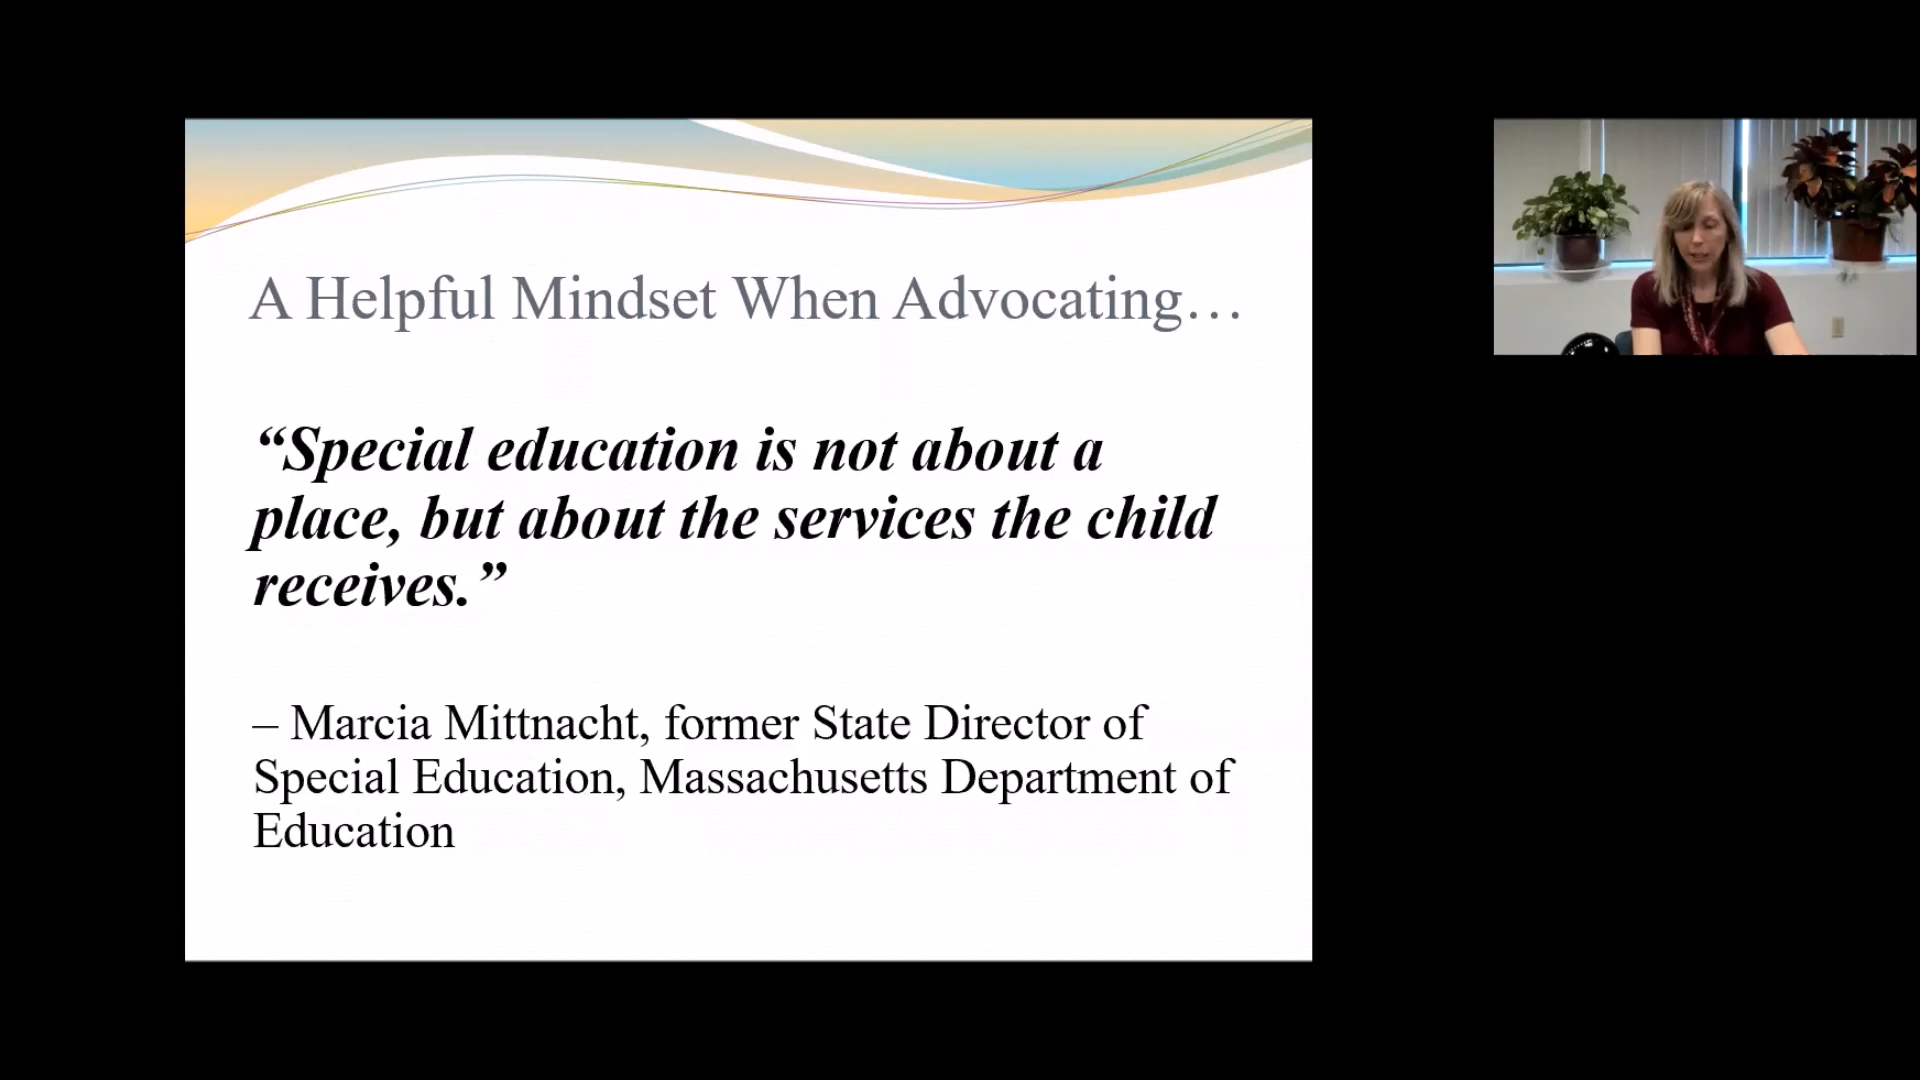 A Helpful Mindset When Advocating…
“Special education is not about a
place, but about the services the child
receives.”
– Marcia Mittnacht, former State Director of
Special Education, Massachusetts Department of
Education